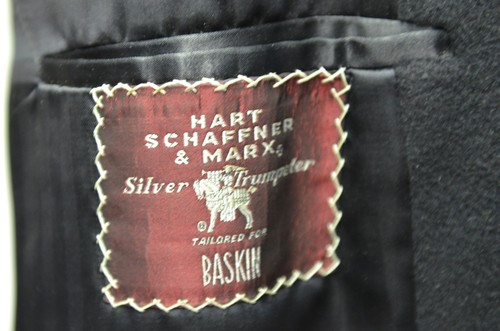 HART
SCHAFFNER
& MARX®
Silver Trumpeter
®
TAILORED FOR
BASKIN